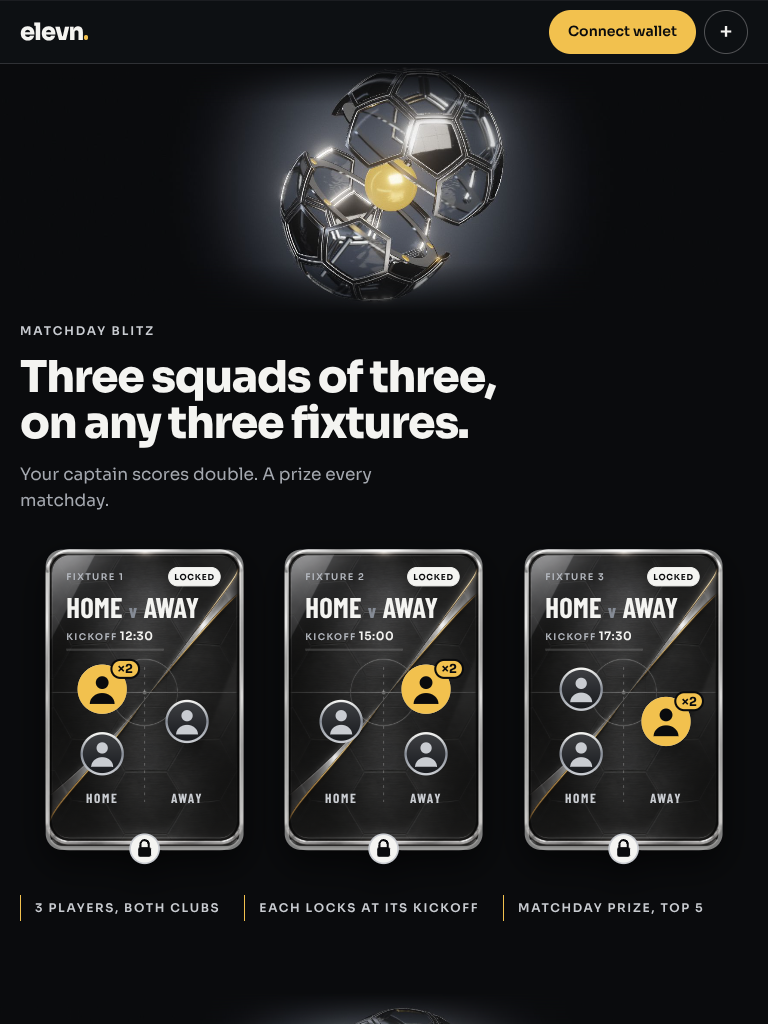 elevn.
Connect wallet
+
MATCHDAY BLITZ
Three squads of three,
on any three fixtures.
Your captain scores double. A prize every
matchday.
FIXTURE 1
LOCKED
HOME v AWAY
KICKOFF 12:30
×2
HOME
AWAY
FIXTURE 2
LOCKED
HOME v AWAY
KICKOFF 15:00
×2
HOME
AWAY
FIXTURE 3
LOCKED
HOME v AWAY
KICKOFF 17:30
×2
HOME
AWAY
3 PLAYERS, BOTH CLUBS
EACH LOCKS AT ITS KICKOFF
MATCHDAY PRIZE, TOP 5